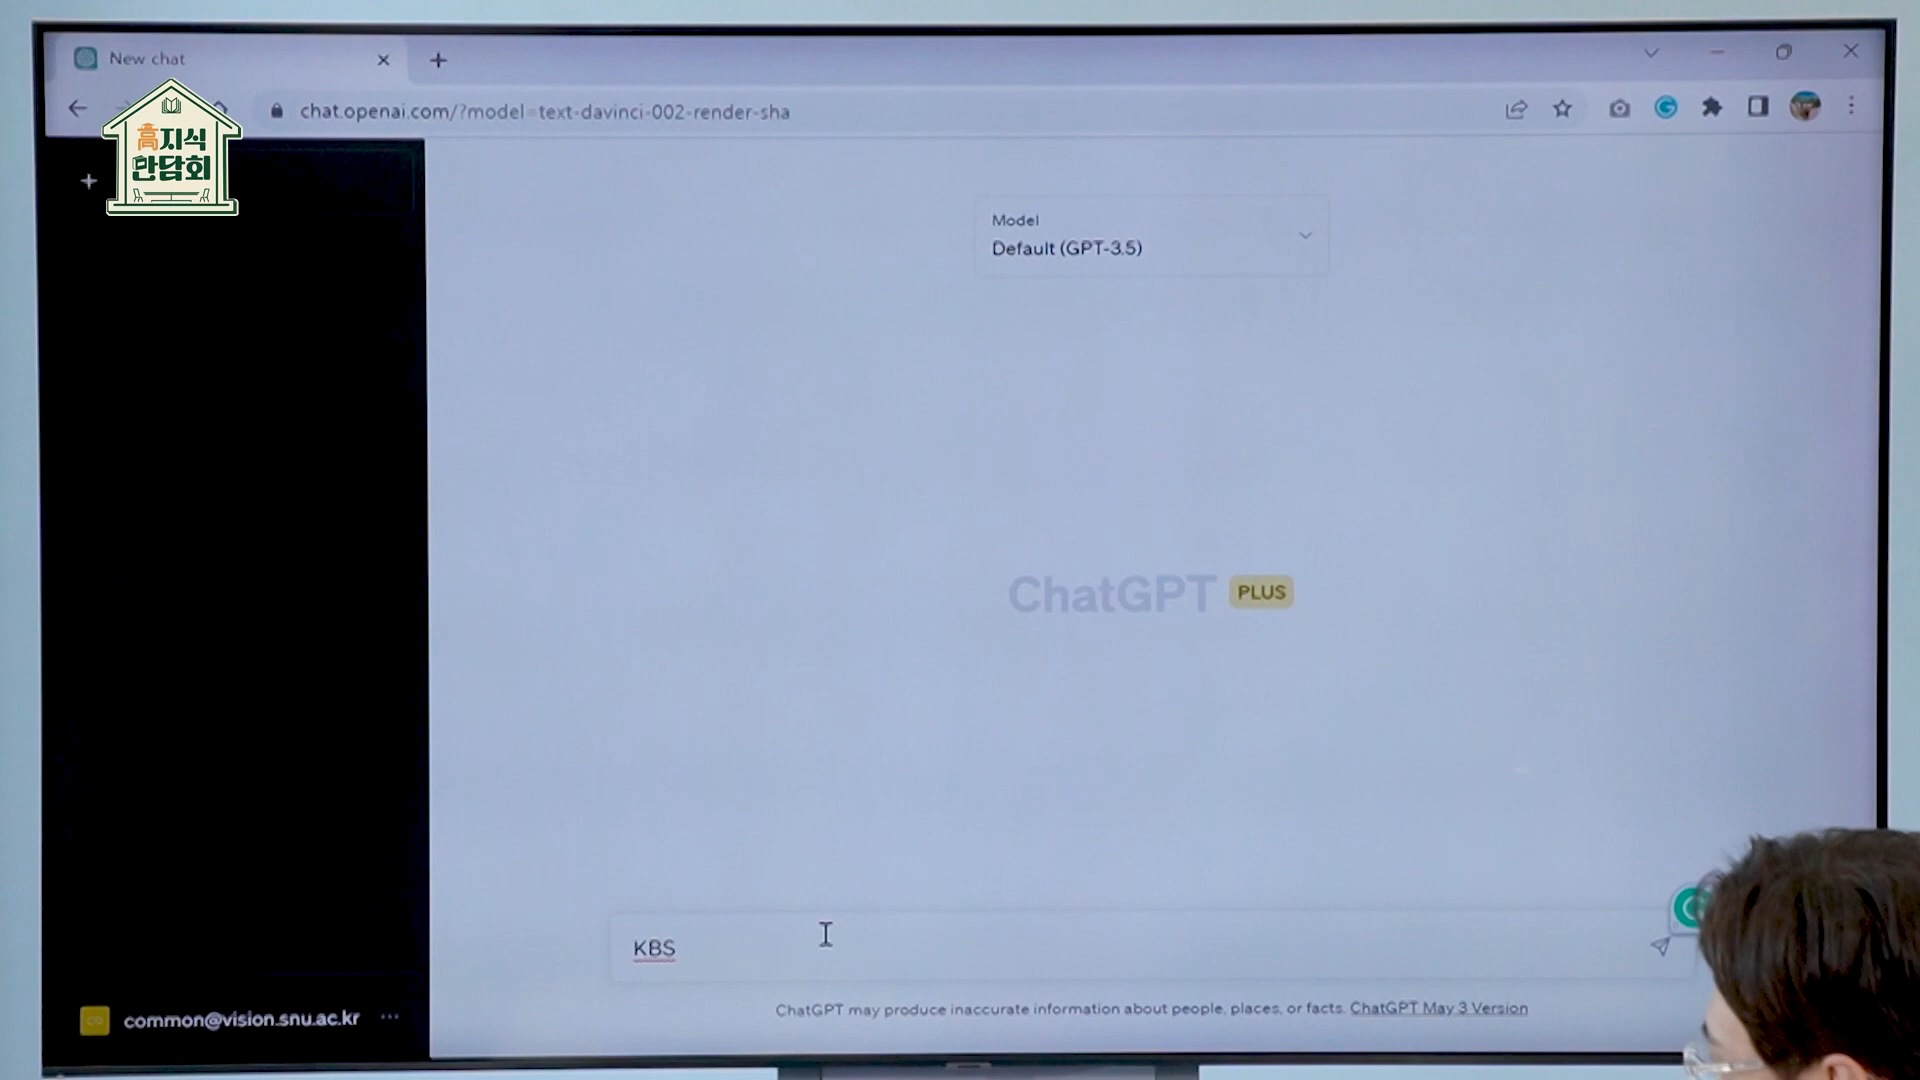 New chat
chat.openai.com/?model=text-davinci-002-render-sha
高지식
만담회
Model
Default (GPT-3.5)
ChatGPT PLUS
KBS
ChatGPT may produce inaccurate information about people, places, or facts. ChatGPT May 3 Version
common@vision.snu.ac.kr